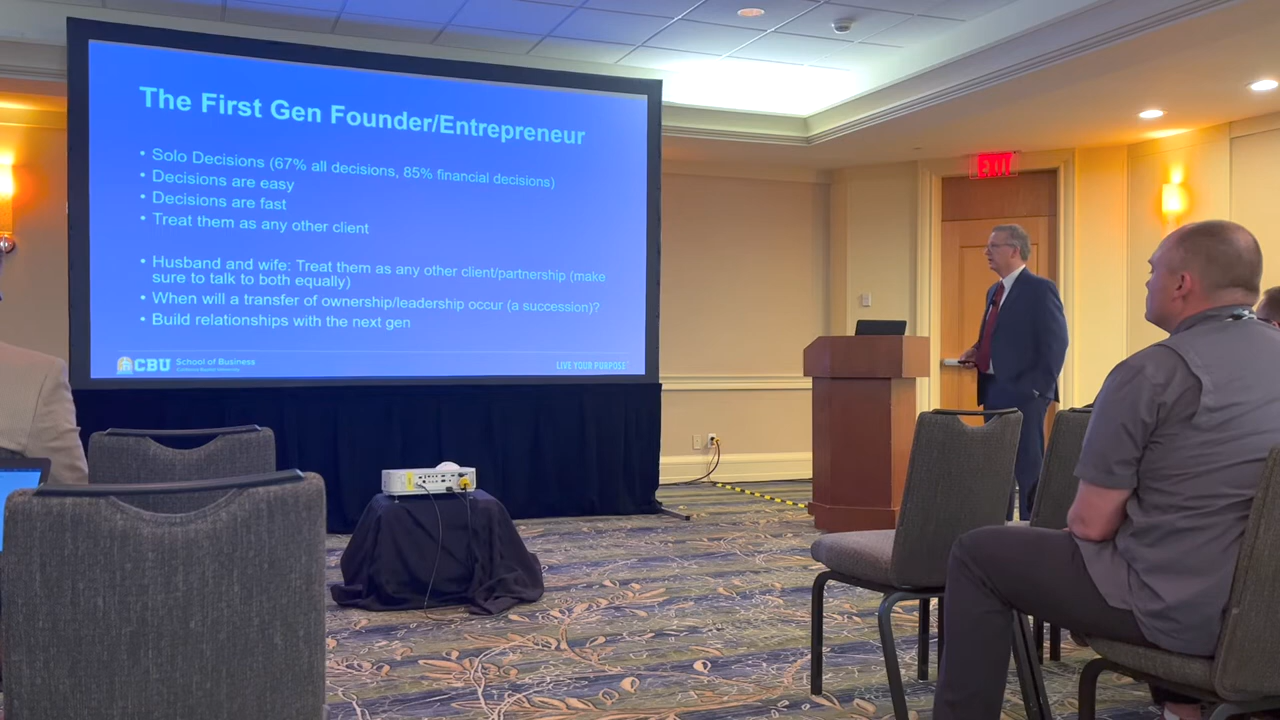 The First Gen Founder/Entrepreneur
• Solo Decisions (67% all decisions, 85% financial decisions)
• Decisions are easy
• Decisions are fast
• Treat them as any other client
• Husband and wife: Treat them as any other client/partnership (make
sure to talk to both equally)
• When will a transfer of ownership/leadership occur (a succession)?
• Build relationships with the next gen
CBU School of Business
California Baptist University
LIVE YOUR PURPOSE
EXIT